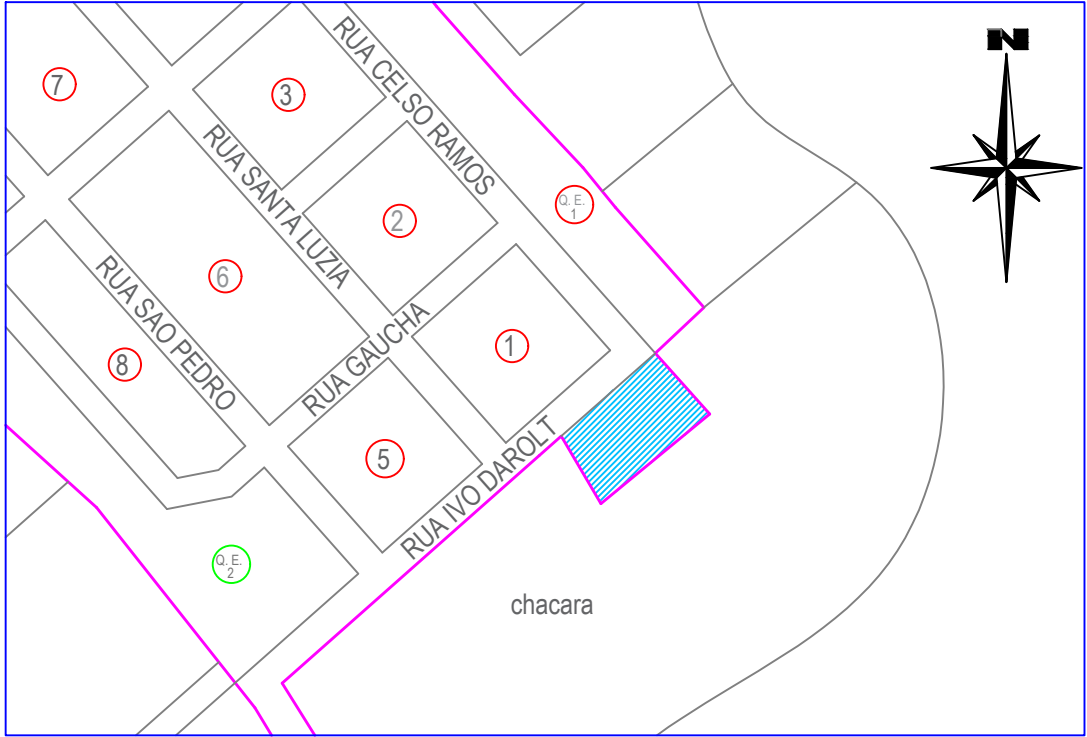 N
RUA CELSO RAMOS
7
3
RUA SANTA LUZIA
Q. E.
1
2
6
RUA SAO PEDRO
RUA GAUCHA
1
8
5
RUA IVO DAROLT
Q. E.
2
chacara